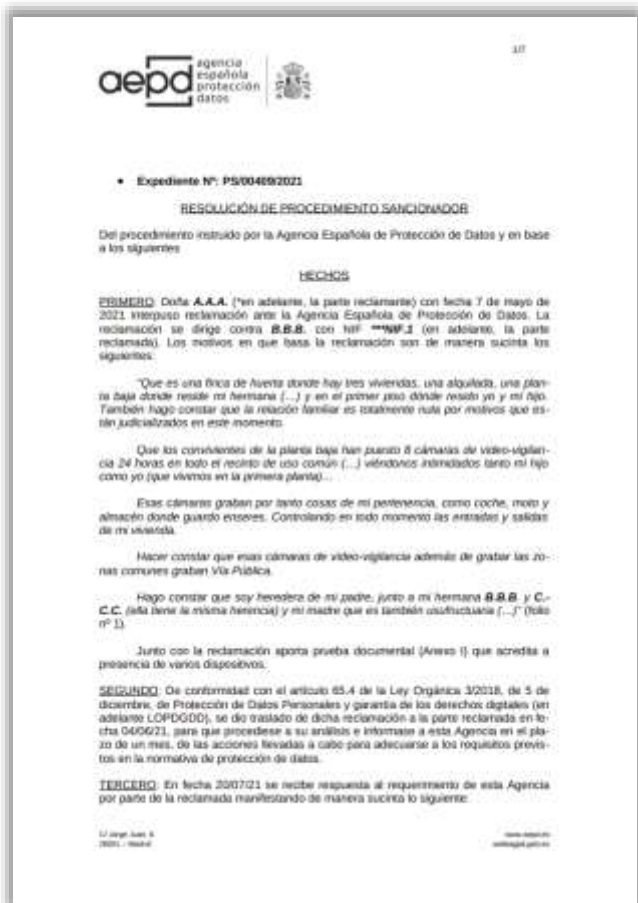 1/7
aepd
agencia
española
protección
datos
• Expediente Nº: PS/00409/2021
RESOLUCIÓN DE PROCEDIMIENTO SANCIONADOR
Del procedimiento instruido por la Agencia Española de Protección de Datos y en base
a los siguientes
HECHOS
PRIMERO: Doña A.A.A. (*en adelante, la parte reclamante) con fecha 7 de mayo de
2021 interpuso reclamación ante la Agencia Española de Protección de Datos. La
reclamación se dirige contra B.B.B. con NIF ***NIF.1 (en adelante, la parte
reclamada). Los motivos en que basa la reclamación son de manera sucinta los
siguientes:
"Que es una finca de huerta donde hay tres viviendas, una alquilada, una plan-
ta baja donde reside mi hermana (…) y en el primer piso dónde resido yo y mi hijo.
También hago constar que la relación familiar es totalmente nula por motivos que es-
tán judicializados en este momento.
Que los convivientes de la planta baja han puesto 8 cámaras de video-vigilan-
cia 24 horas en todo el recinto de uso común (…) viéndonos intimidados tanto mi hijo
como yo (que vivimos en la primera planta)…
Esas cámaras graban por tanto cosas de mi pertenencia, como coche, moto y
almacén donde guardo enseres. Controlando en todo momento las entradas y salidas
de mi vivienda.
Hacer constar que esas cámaras de video-vigilancia además de grabar las zo-
nas comunes graban Vía Pública.
Hago constar que soy heredera de mi padre, junto a mi hermana B.B.B. y C.-
C.C. (ella tiene la misma herencia) y mi madre que es también usufructuaria (…)" (folio
nº 1).
Junto con la reclamación aporta prueba documental (Anexo I) que acredita a
presencia de varios dispositivos.
SEGUNDO: De conformidad con el artículo 65.4 de la Ley Orgánica 3/2018, de 5 de
diciembre, de Protección de Datos Personales y garantía de los derechos digitales (en
adelante LOPDGDD), se dio traslado de dicha reclamación a la parte reclamada en fe-
cha 04/06/21, para que procediese a su análisis e informase a esta Agencia en el pla-
zo de un mes, de las acciones llevadas a cabo para adecuarse a los requisitos previs-
tos en la normativa de protección de datos.
TERCERO: En fecha 20/07/21 se recibe respuesta al requerimiento de esta Agencia
por parte de la reclamada manifestando de manera sucinta lo siguiente:
C/ Jorge Juan, 6
28001 – Madrid
www.aepd.es
sedeagpd.gob.es